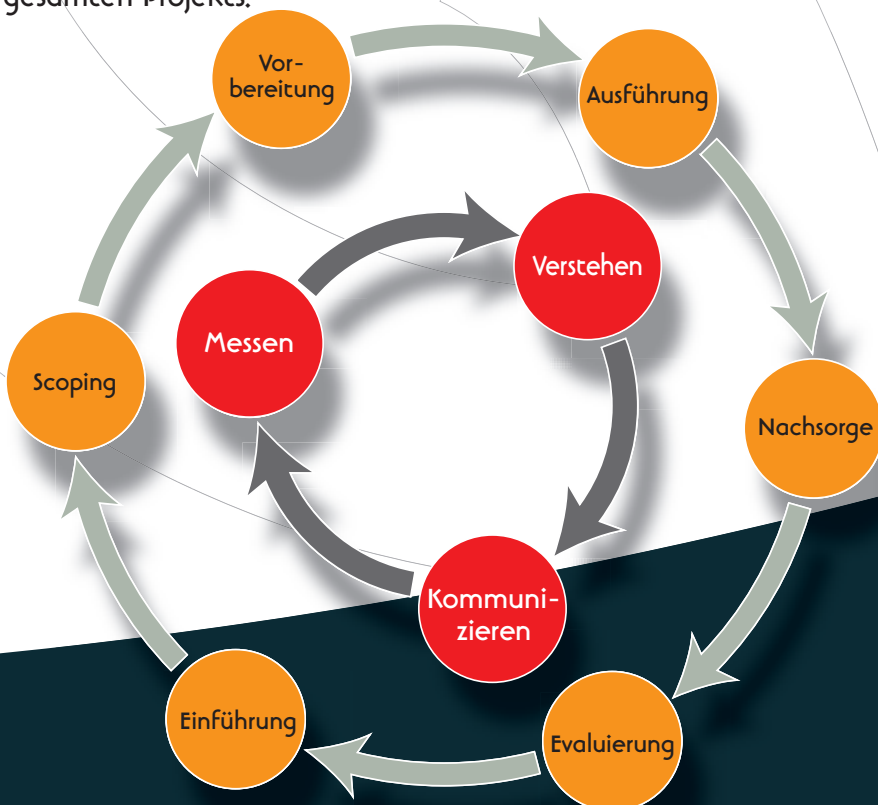 gesamten Projekts.
Vor-
bereitung
Ausführung
Verstehen
Messen
Scoping
Nachsorge
Kommuni-
zieren
Einführung
Evaluierung